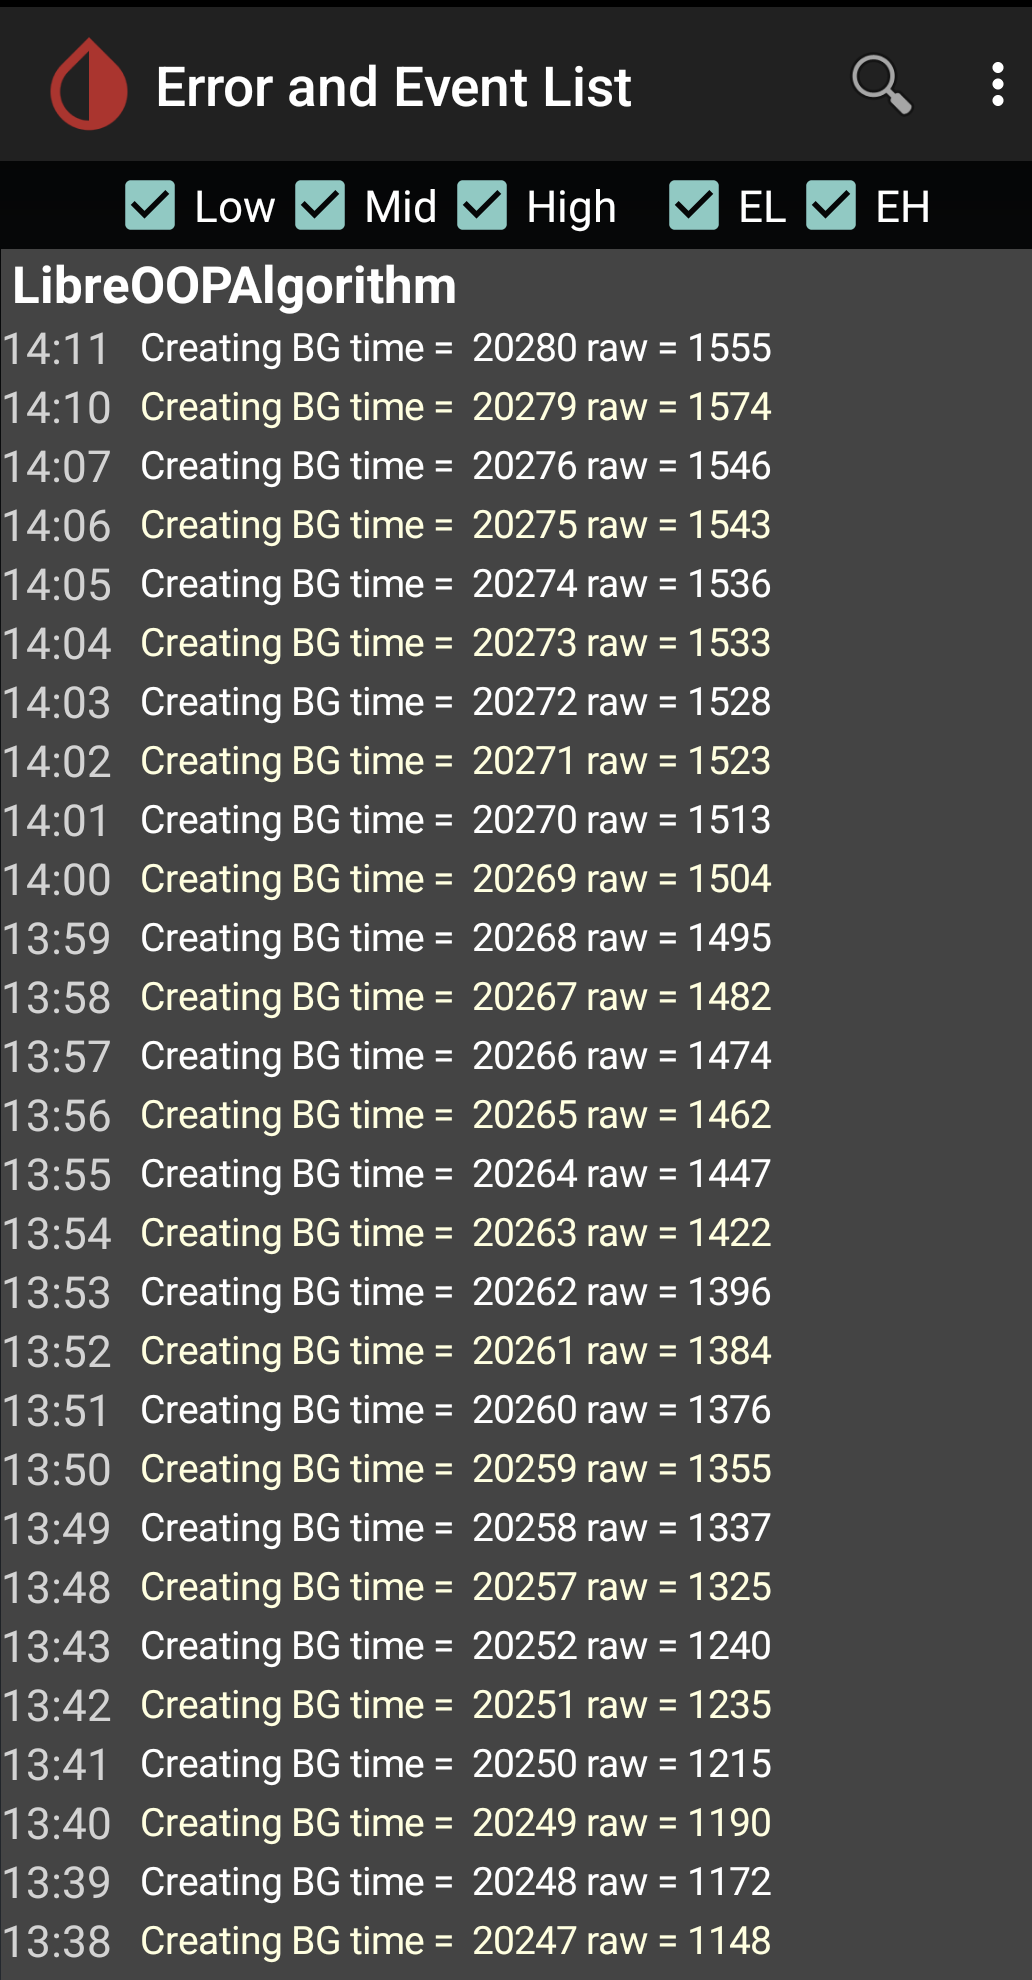 Error and Event List
Low Mid High EL EH
LibreOOPAlgorithm
14:11 Creating BG time = 20280 raw = 1555
14:10 Creating BG time = 20279 raw = 1574
14:07 Creating BG time = 20276 raw = 1546
14:06 Creating BG time = 20275 raw = 1543
14:05 Creating BG time = 20274 raw = 1536
14:04 Creating BG time = 20273 raw = 1533
14:03 Creating BG time = 20272 raw = 1528
14:02 Creating BG time = 20271 raw = 1523
14:01 Creating BG time = 20270 raw = 1513
14:00 Creating BG time = 20269 raw = 1504
13:59 Creating BG time = 20268 raw = 1495
13:58 Creating BG time = 20267 raw = 1482
13:57 Creating BG time = 20266 raw = 1474
13:56 Creating BG time = 20265 raw = 1462
13:55 Creating BG time = 20264 raw = 1447
13:54 Creating BG time = 20263 raw = 1422
13:53 Creating BG time = 20262 raw = 1396
13:52 Creating BG time = 20261 raw = 1384
13:51 Creating BG time = 20260 raw = 1376
13:50 Creating BG time = 20259 raw = 1355
13:49 Creating BG time = 20258 raw = 1337
13:48 Creating BG time = 20257 raw = 1325
13:43 Creating BG time = 20252 raw = 1240
13:42 Creating BG time = 20251 raw = 1235
13:41 Creating BG time = 20250 raw = 1215
13:40 Creating BG time = 20249 raw = 1190
13:39 Creating BG time = 20248 raw = 1172
13:38 Creating BG time = 20247 raw = 1148